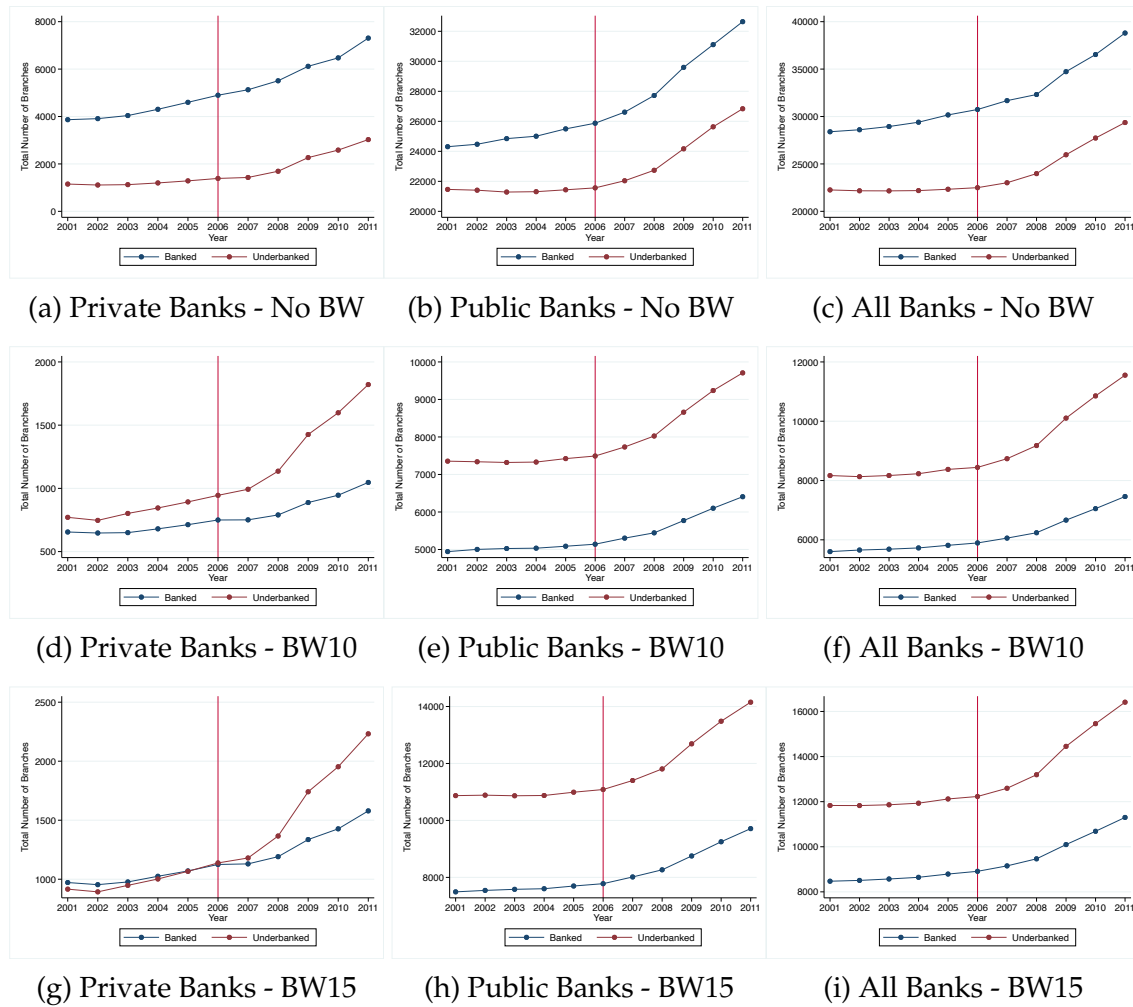 Total Number of Branches
8000
6000
4000
2000
0
2001 2002 2003 2004 2005 2006 2007 2008 2009 2010 2011
Year
Banked Underbanked
(a) Private Banks - No BW
Total Number of Branches
32000
30000
28000
26000
24000
22000
20000
2001 2002 2003 2004 2005 2006 2007 2008 2009 2010 2011
Year
Banked Underbanked
(b) Public Banks - No BW
Total Number of Branches
40000
35000
30000
25000
20000
2001 2002 2003 2004 2005 2006 2007 2008 2009 2010 2011
Year
Banked Underbanked
(c) All Banks - No BW
Total Number of Branches
2000
1500
1000
500
2001 2002 2003 2004 2005 2006 2007 2008 2009 2010 2011
Year
Banked Underbanked
(d) Private Banks - BW10
Total Number of Branches
10000
9000
8000
7000
6000
5000
2001 2002 2003 2004 2005 2006 2007 2008 2009 2010 2011
Year
Banked Underbanked
(e) Public Banks - BW10
Total Number of Branches
12000
10000
8000
6000
2001 2002 2003 2004 2005 2006 2007 2008 2009 2010 2011
Year
Banked Underbanked
(f) All Banks - BW10
Total Number of Branches
2500
2000
1500
1000
2001 2002 2003 2004 2005 2006 2007 2008 2009 2010 2011
Year
Banked Underbanked
(g) Private Banks - BW15
Total Number of Branches
14000
12000
10000
8000
2001 2002 2003 2004 2005 2006 2007 2008 2009 2010 2011
Year
Banked Underbanked
(h) Public Banks - BW15
Total Number of Branches
16000
14000
12000
10000
8000
2001 2002 2003 2004 2005 2006 2007 2008 2009 2010 2011
Year
Banked Underbanked
(i) All Banks - BW15